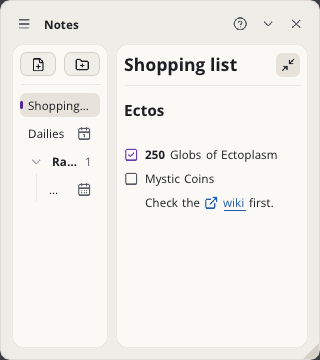 Notes
Shopping...
Dailies
Ra... 1
...
Shopping list
Ectos
250 Globs of Ectoplasm
Mystic Coins
Check the wiki first.